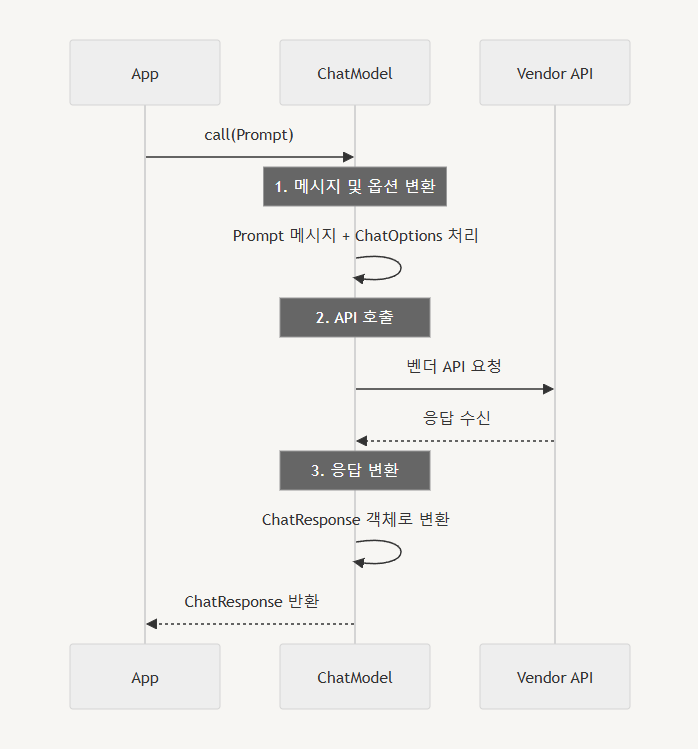 App
ChatModel
Vendor API
call(Prompt)
1. 메시지 및 옵션 변환
Prompt 메시지 + ChatOptions 처리
2. API 호출
벤더 API 요청
응답 수신
3. 응답 변환
ChatResponse 객체로 변환
ChatResponse 반환
App
ChatModel
Vendor API